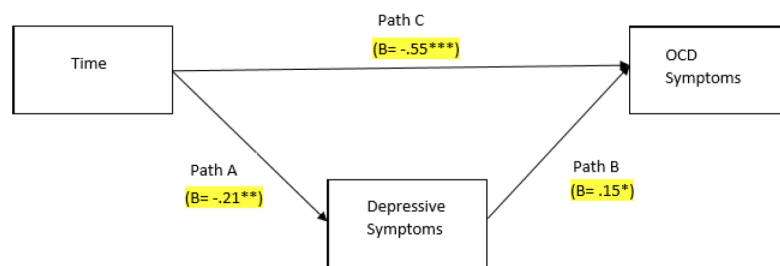 Path C
(B= -.55***)
Time
OCD
Symptoms
Path A
(B= -.21**)
Path B
(B= .15*)
Depressive
Symptoms